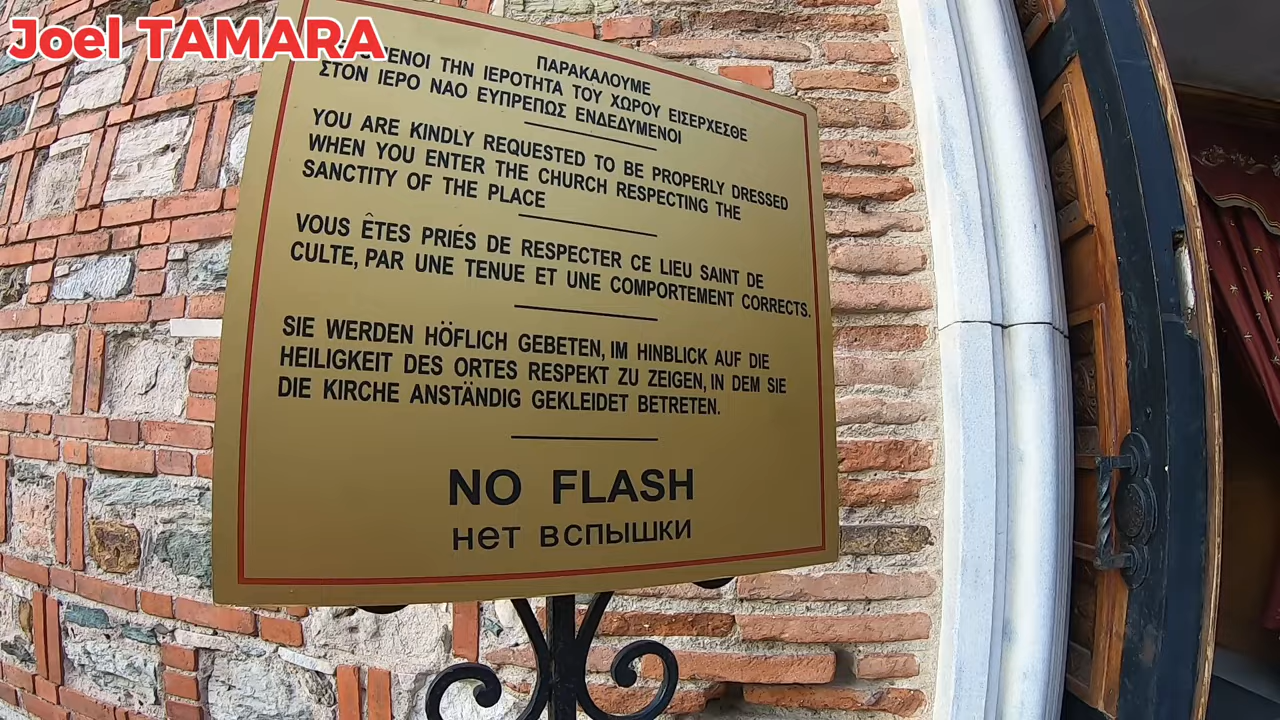 Joel TAMARA
ΠΑΡΑΚΑΛΟΥΜΕ
ΤΗΝ ΙΕΡΟΤΗΤΑ ΤΟΥ ΧΩΡΟΥ ΕΙΣΕΡΧΕΣΘΕ
ΣΤΟΝ ΙΕΡΟ ΝΑΟ ΕΥΠΡΕΠΩΣ ΕΝΔΕΔΥΜΕΝΟΙ
YOU ARE KINDLY REQUESTED TO BE PROPERLY DRESSED
WHEN YOU ENTER THE CHURCH RESPECTING THE
SANCTITY OF THE PLACE
VOUS ÊTES PRIÉS DE RESPECTER CE LIEU SAINT DE
CULTE, PAR UNE TENUE ET UNE COMPORTEMENT CORRECTS.
SIE WERDEN HÖFLICH GEBETEN, IM HINBLICK AUF DIE
HEILIGKEIT DES ORTES RESPEKT ZU ZEIGEN, IN DEM SIE
DIE KIRCHE ANSTÄNDIG GEKLEIDET BETRETEN.
NO FLASH
нет вспышки